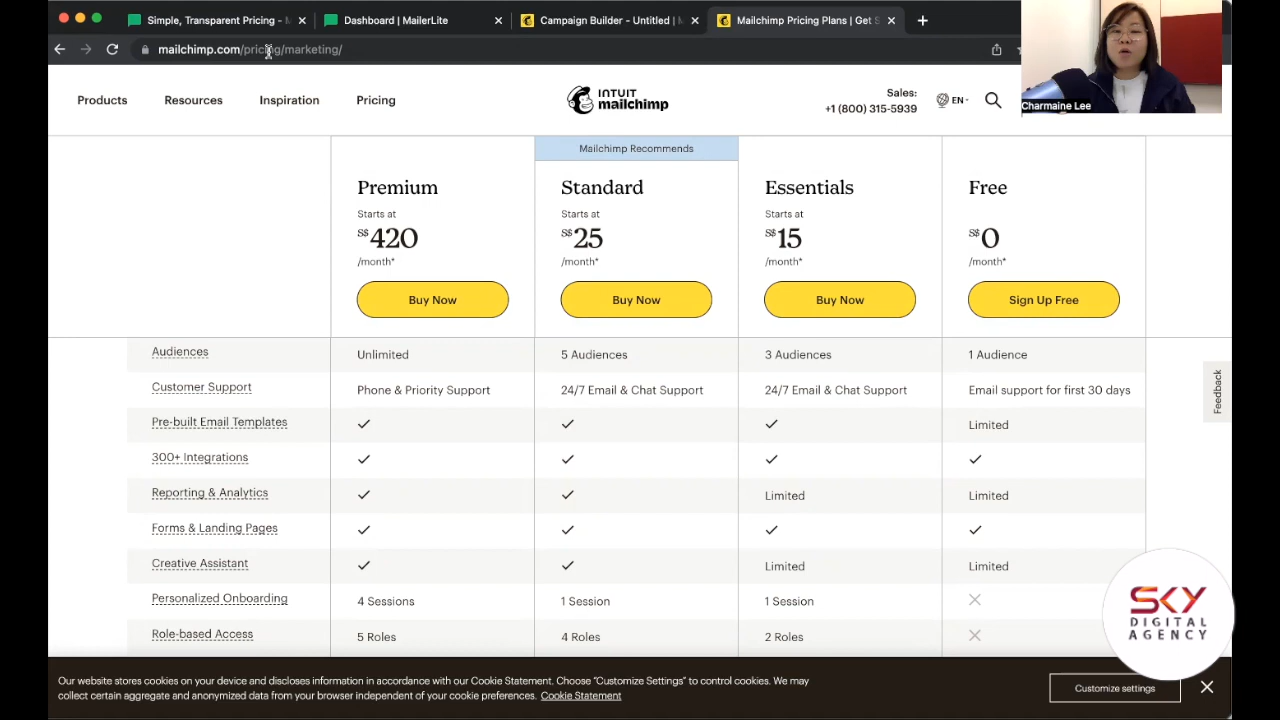 Simple, Transparent Pricing - M
Dashboard | MailerLite
Campaign Builder - Untitled | M
Mailchimp Pricing Plans | Get S
mailchimp.com/pricing/marketing/
Products
Resources
Inspiration
Pricing
INTUIT
mailchimp
Sales:
+1 (800) 315-5939
EN
Charmaine Lee
Mailchimp Recommends
Premium
Standard
Essentials
Free
Starts at
Starts at
Starts at
S$420
S$25
S$15
S$0
/month*
/month*
/month*
/month*
Buy Now
Buy Now
Buy Now
Sign Up Free
Audiences
Unlimited
5 Audiences
3 Audiences
1 Audience
Customer Support
Phone & Priority Support
24/7 Email & Chat Support
24/7 Email & Chat Support
Email support for first 30 days
Pre-built Email Templates
Limited
300+ Integrations
Reporting & Analytics
Limited
Limited
Forms & Landing Pages
Creative Assistant
Limited
Limited
Personalized Onboarding
4 Sessions
1 Session
1 Session
Role-based Access
5 Roles
4 Roles
2 Roles
Feedback
SKY
DIGITAL
AGENCY
Our website stores cookies on your device and discloses information in accordance with our Cookie Statement. Choose "Customize Settings" to control cookies. We may
collect certain aggregate and anonymized data from your browser independent of your cookie preferences. Cookie Statement
Customize settings